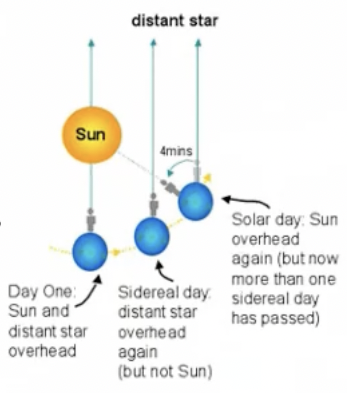 distant star
Sun
4mins
Day One:
Sun and
distant star
overhead
Sidereal day:
distant star
overhead
again
(but not Sun)
Solar day: Sun
overhead
again (but now
more than one
sidereal day
has passed)